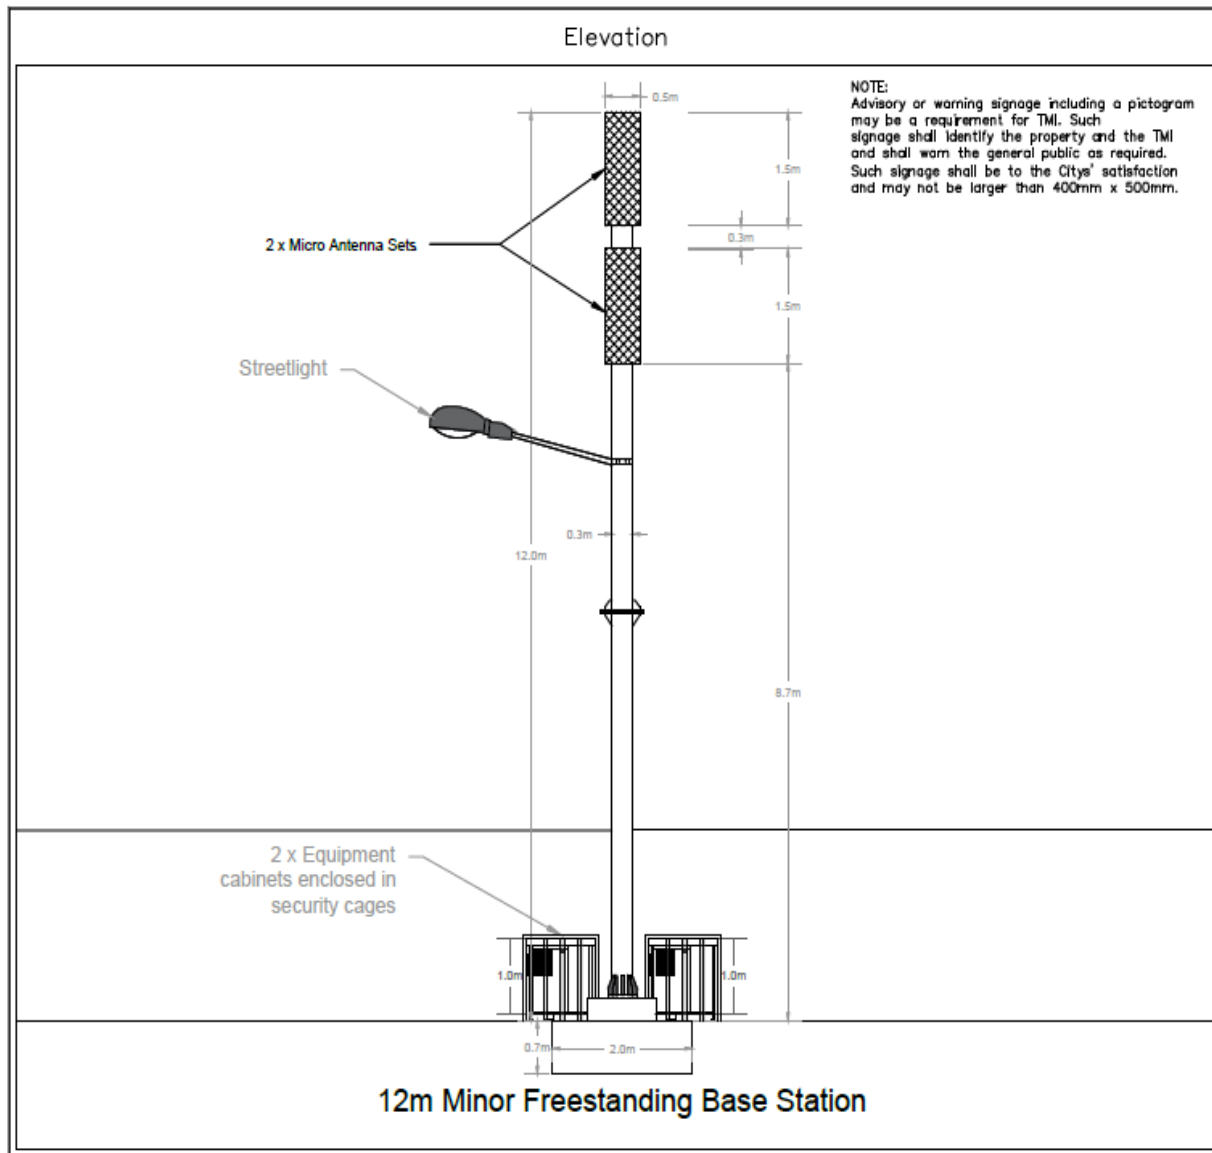 Elevation
NOTE:
Advisory or warning signage including a pictogram
may be a requirement for TMI. Such
signage shall identify the property and the TMI
and shall warn the general public as required.
Such signage shall be to the Citys' satisfaction
and may not be larger than 400mm x 500mm.
0.5m
1.5m
0.3m
2 x Micro Antenna Sets
1.5m
Streetlight
0.3m
12.0m
8.7m
2 x Equipment
cabinets enclosed in
security cages
1.0m
1.0m
0.7m
2.0m
12m Minor Freestanding Base Station